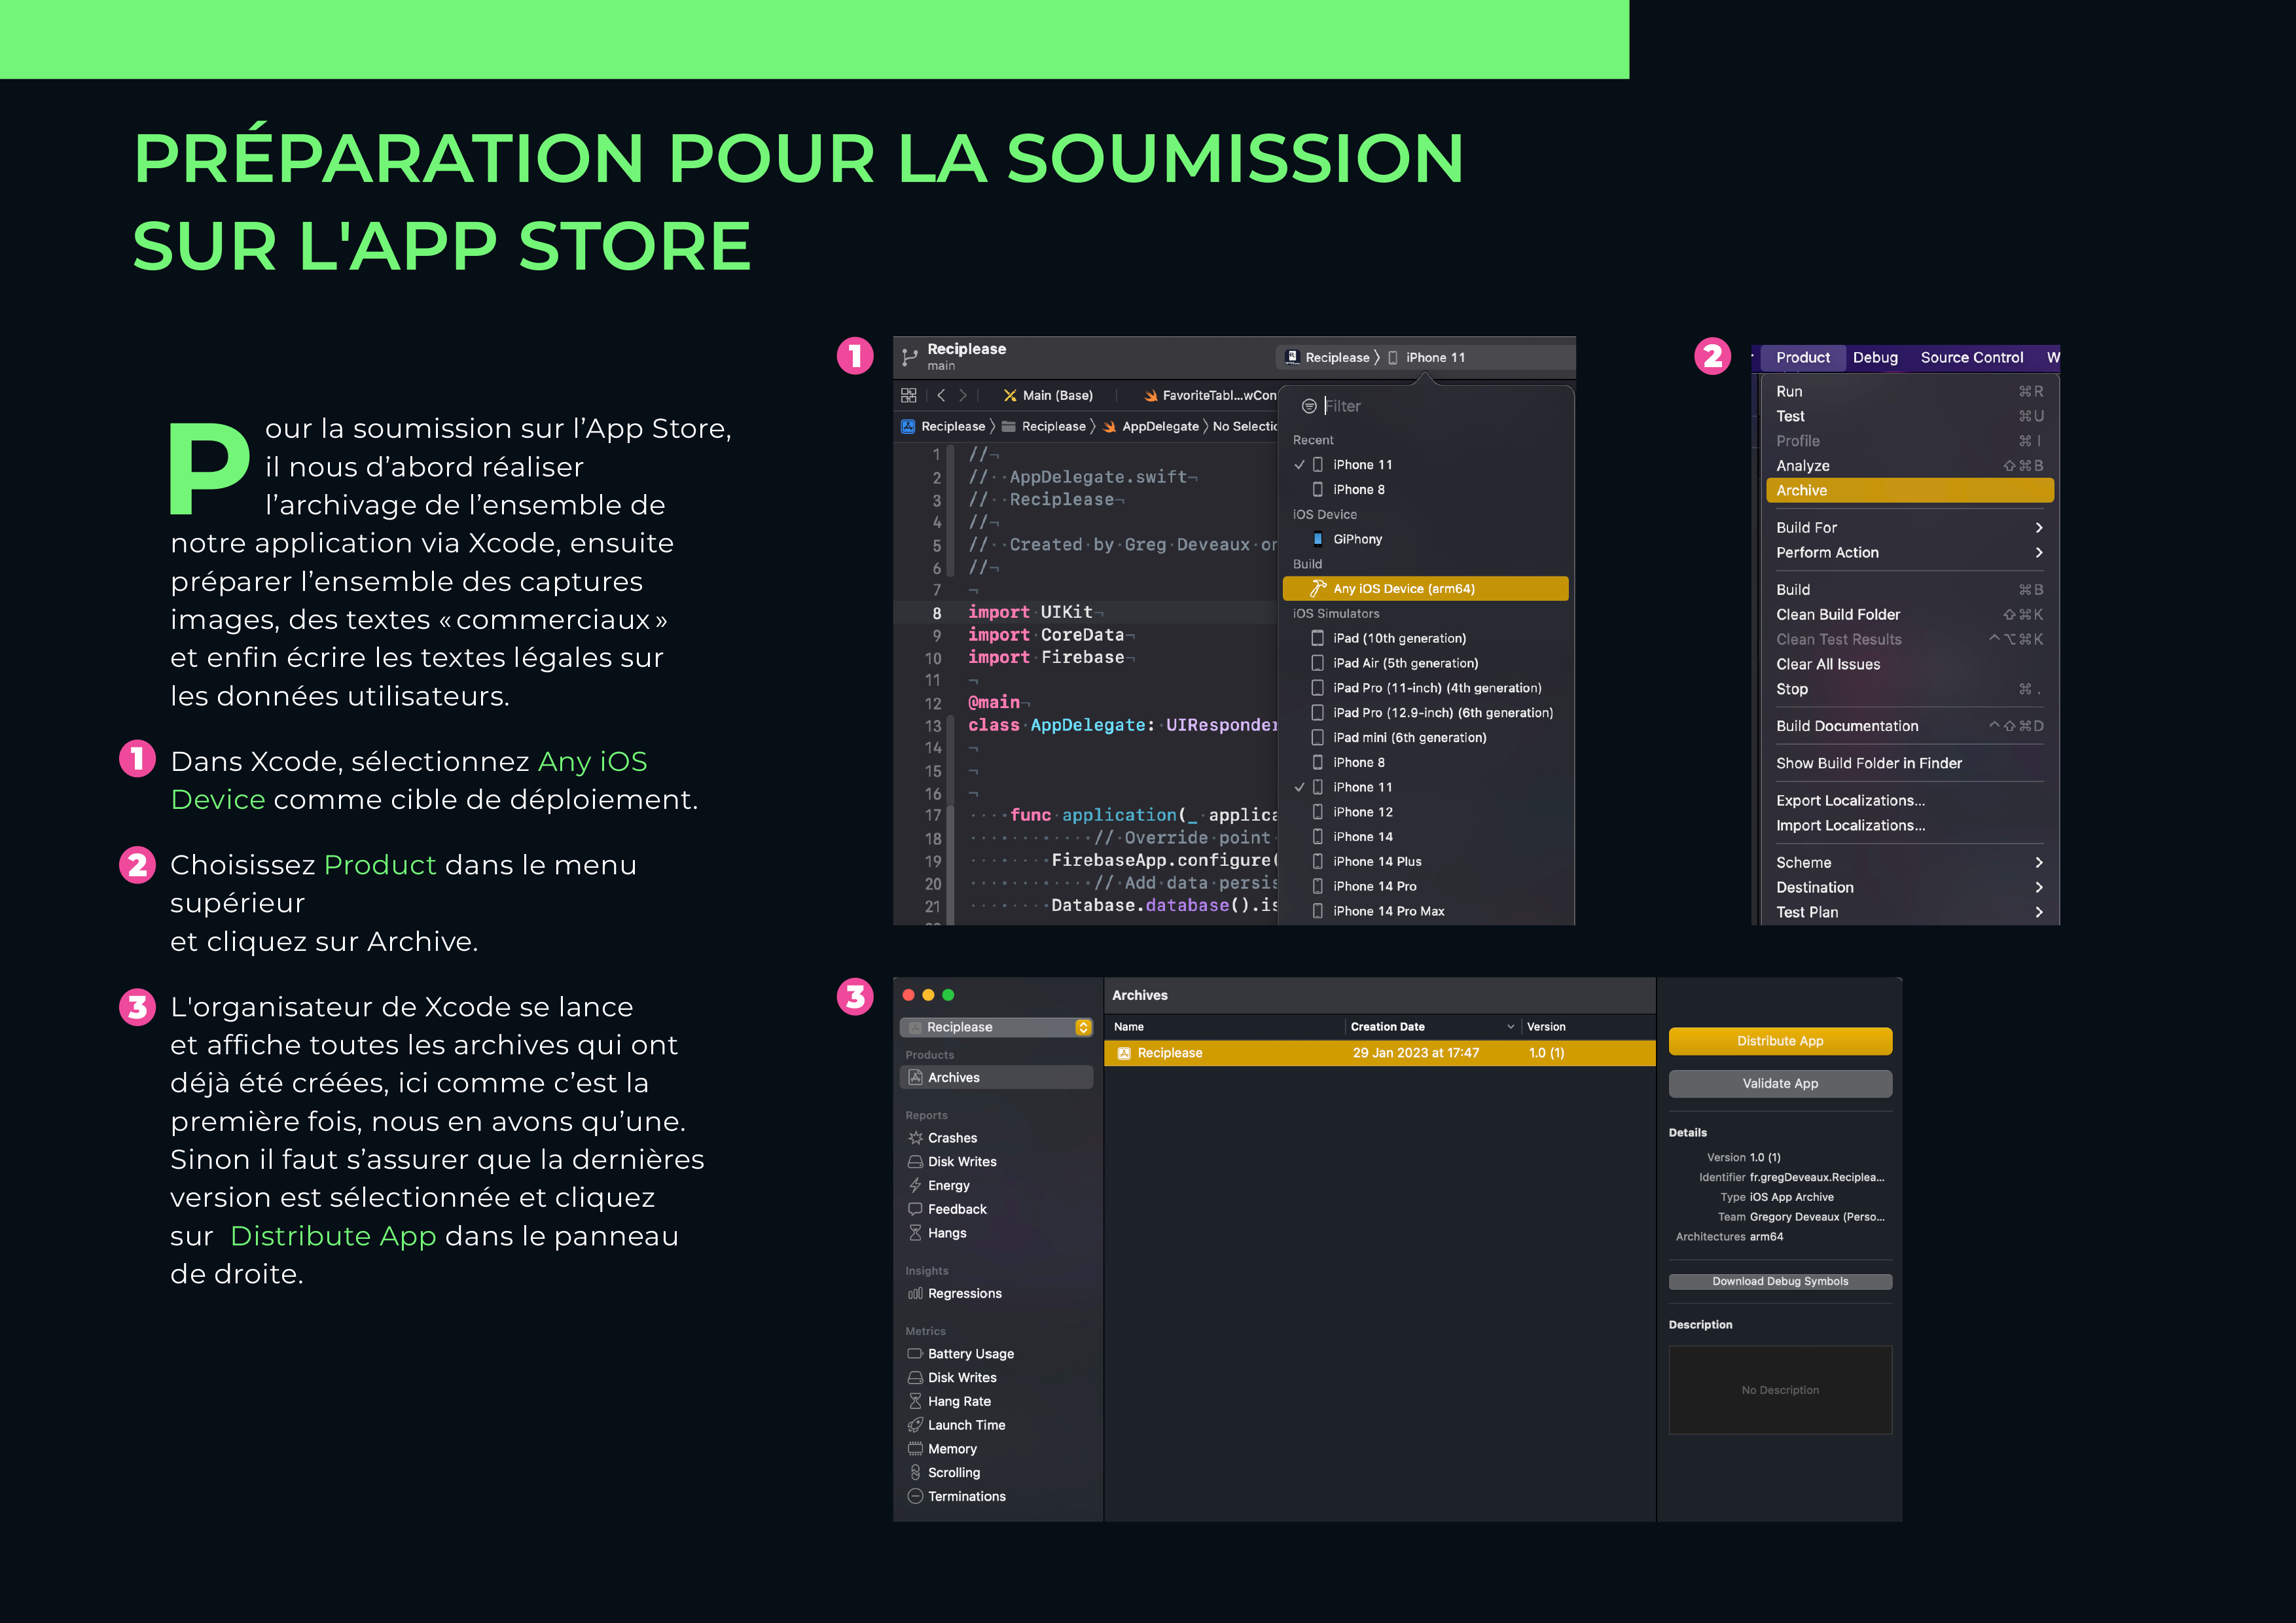 PRÉPARATION POUR LA SOUMISSION
SUR L'APP STORE
Pour la soumission sur l’App Store,
il nous d’abord réaliser
l’archivage de l’ensemble de
notre application via Xcode, ensuite
préparer l’ensemble des captures
images, des textes « commerciaux »
et enfin écrire les textes légales sur
les données utilisateurs.
1 Dans Xcode, sélectionnez Any iOS
Device comme cible de déploiement.
2 Choisissez Product dans le menu
supérieur
et cliquez sur Archive.
3 L'organisateur de Xcode se lance
et affiche toutes les archives qui ont
déjà été créées, ici comme c’est la
première fois, nous en avons qu’une.
Sinon il faut s’assurer que la dernières
version est sélectionnée et cliquez
sur Distribute App dans le panneau
de droite.
1
Reciplease
main
Reciplease 〉 iPhone 11
Main (Base)
FavoriteTabl...wCon
Reciplease 〉 Reciplease 〉 AppDelegate 〉 No Selectio
1 //¬
2 //··AppDelegate.swift¬
3 //··Reciplease¬
4 //¬
5 //··Created·by·Greg·Deveaux·on
6 //¬
7 ¬
8 import·UIKit¬
9 import·CoreData¬
10 import·Firebase¬
11 ¬
12 @main¬
13 class·AppDelegate:·UIResponder
14 ¬
15 ¬
16 ¬
17 ····func·application(_·applica
18 ············//·Override·point·
19 ········FirebaseApp.configure(
20 ············//·Add·data·persis
21 ········Database.database().is
Filter
Recent
✓ iPhone 11
iPhone 8
iOS Device
GiPhony
Build
Any iOS Device (arm64)
iOS Simulators
iPad (10th generation)
iPad Air (5th generation)
iPad Pro (11-inch) (4th generation)
iPad Pro (12.9-inch) (6th generation)
iPad mini (6th generation)
iPhone 8
✓ iPhone 11
iPhone 12
iPhone 14
iPhone 14 Plus
iPhone 14 Pro
iPhone 14 Pro Max
2
Product Debug Source Control W
Run ⌘R
Test ⌘U
Profile ⌘I
Analyze ⇧⌘B
Archive
Build For
Perform Action
Build ⌘B
Clean Build Folder ⇧⌘K
Clean Test Results ^⌥⌘K
Clear All Issues
Stop ⌘.
Build Documentation ^⇧⌘D
Show Build Folder in Finder
Export Localizations...
Import Localizations...
Scheme
Destination
Test Plan
3
Reciplease
Products
Archives
Reports
Crashes
Disk Writes
Energy
Feedback
Hangs
Insights
Regressions
Metrics
Battery Usage
Disk Writes
Hang Rate
Launch Time
Memory
Scrolling
Terminations
Archives
Name Creation Date Version
Reciplease 29 Jan 2023 at 17:47 1.0 (1)
Distribute App
Validate App
Details
Version 1.0 (1)
Identifier fr.gregDeveaux.Reciplea...
Type iOS App Archive
Team Gregory Deveaux (Perso...
Architectures arm64
Download Debug Symbols
Description
No Description